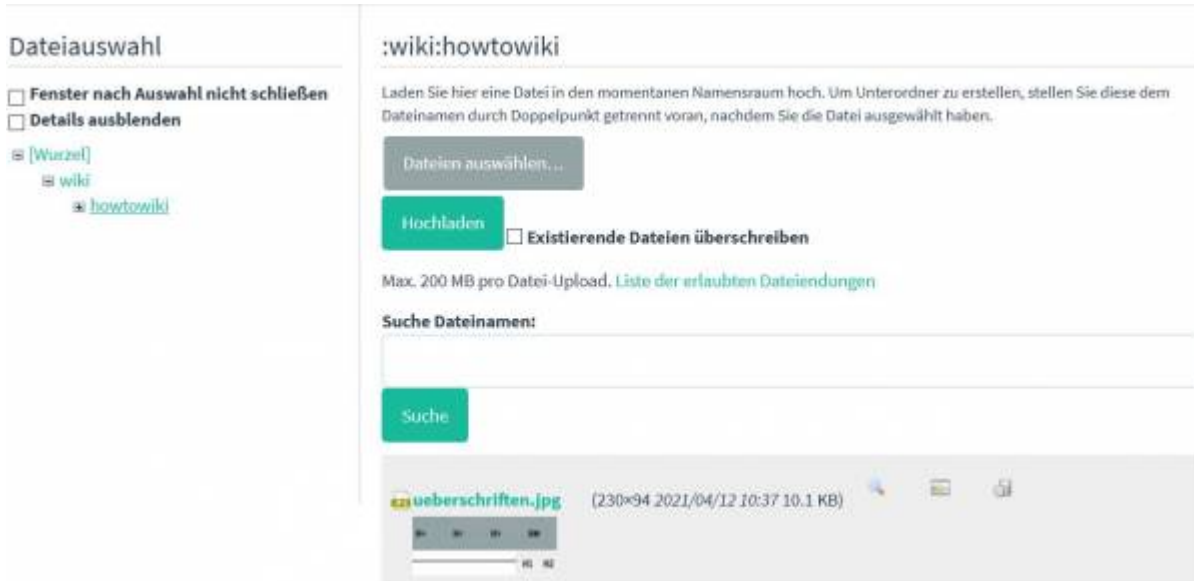 Dateiauswahl
Fenster nach Auswahl nicht schließen
Details ausblenden
[Wurzel]
wiki
howtowiki
:wiki:howtowiki
Laden Sie hier eine Datei in den momentanen Namensraum hoch. Um Unterordner zu erstellen, stellen Sie diese dem
Dateinamen durch Doppelpunkt getrennt voran, nachdem Sie die Datei ausgewählt haben.
Dateien auswählen...
Hochladen
Existierende Dateien überschreiben
Max. 200 MB pro Datei-Upload. Liste der erlaubten Dateiendungen
Suche Dateinamen:
Suche
ueberschriften.jpg (230×94 2021/04/12 10:37 10.1 KB)
H1 H2